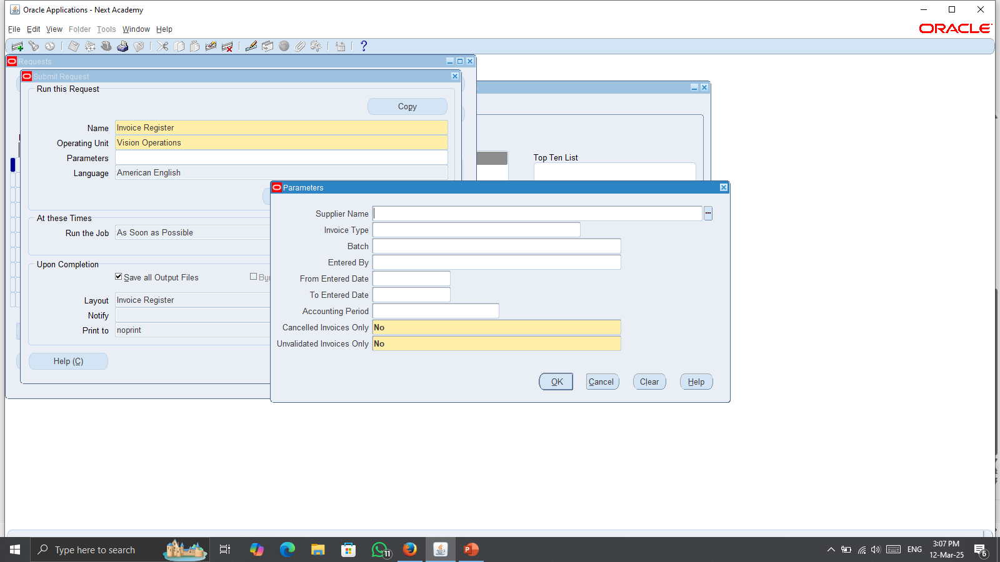 Oracle Applications - Next Academy
File Edit View Folder Tools Window Help
ORACLE
Requests
Submit Request
Run this Request
Copy
Name Invoice Register
Operating Unit Vision Operations
Parameters
Language American English
Top Ten List
At these Times
Run the Job As Soon as Possible
Upon Completion
Save all Output Files
Layout Invoice Register
Notify
Print to noprint
Help (C)
Parameters
Supplier Name
Invoice Type
Batch
Entered By
From Entered Date
To Entered Date
Accounting Period
Cancelled Invoices Only No
Unvalidated Invoices Only No
OK Cancel Clear Help
Type here to search
11
ENG
3:07 PM
12-Mar-25
6